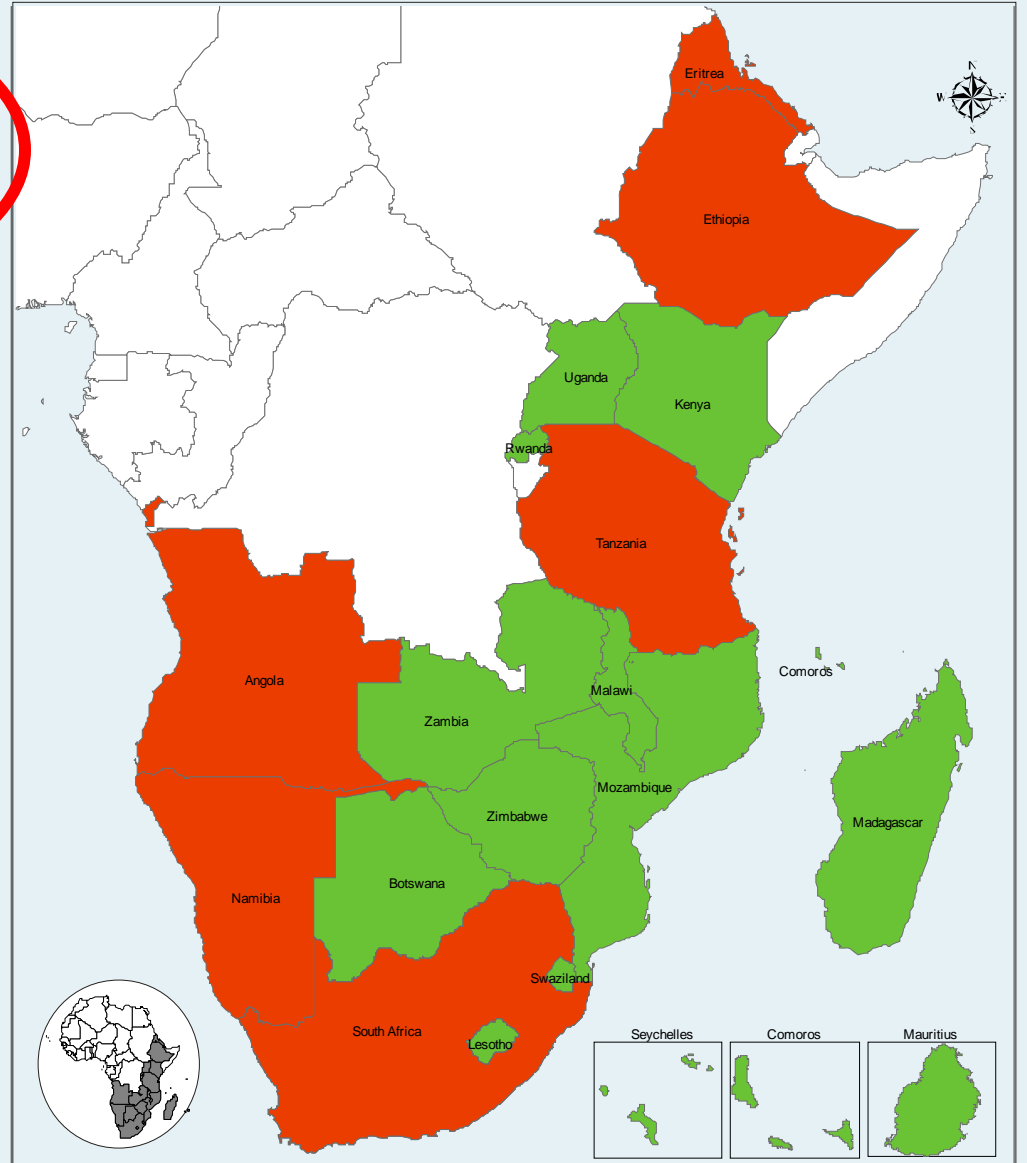 Eritrea
N
W
E
S
Ethiopia
Uganda
Kenya
Rwanda
Tanzania
Comoros
Angola
Malawi
Zambia
Mozambique
Zimbabwe
Madagascar
Botswana
Namibia
Swaziland
South Africa
Lesotho
Seychelles
Comoros
Mauritius